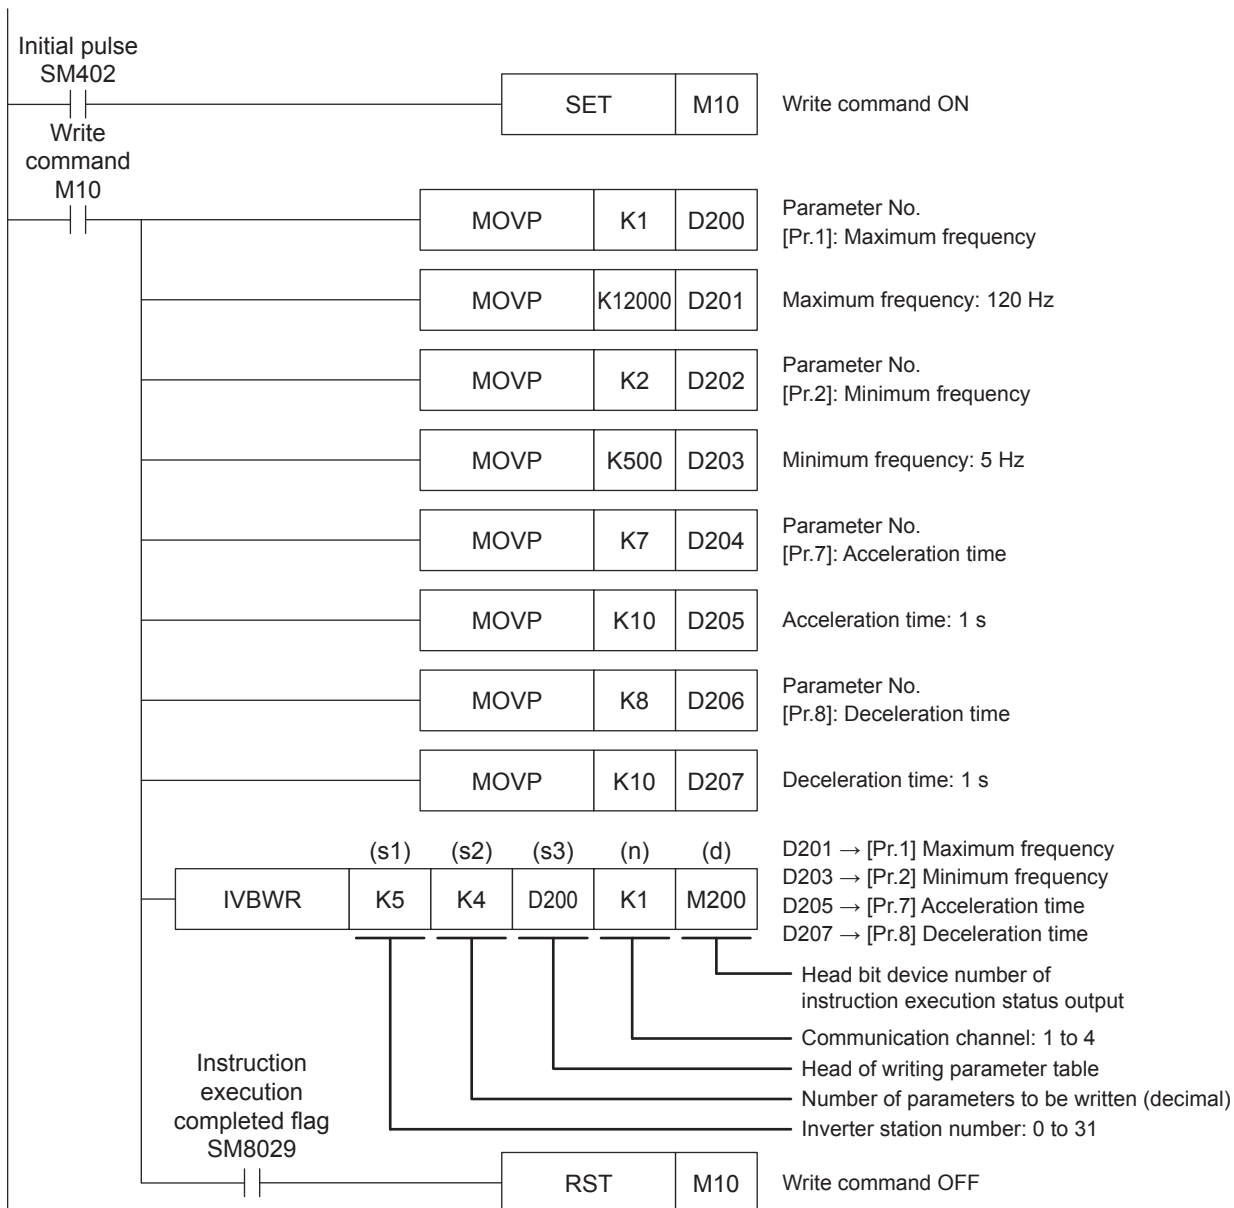 Initial pulse
SM402
SET M10 Write command ON
Write
command
M10
MOVP K1 D200 Parameter No.
[Pr.1]: Maximum frequency
MOVP K12000 D201 Maximum frequency: 120 Hz
MOVP K2 D202 Parameter No.
[Pr.2]: Minimum frequency
MOVP K500 D203 Minimum frequency: 5 Hz
MOVP K7 D204 Parameter No.
[Pr.7]: Acceleration time
MOVP K10 D205 Acceleration time: 1 s
MOVP K8 D206 Parameter No.
[Pr.8]: Deceleration time
MOVP K10 D207 Deceleration time: 1 s
(s1) (s2) (s3) (n) (d)
IVBWR K5 K4 D200 K1 M200
D201 → [Pr.1] Maximum frequency
D203 → [Pr.2] Minimum frequency
D205 → [Pr.7] Acceleration time
D207 → [Pr.8] Deceleration time
Head bit device number of
instruction execution status output
Communication channel: 1 to 4
Head of writing parameter table
Number of parameters to be written (decimal)
Inverter station number: 0 to 31
Instruction
execution
completed flag
SM8029
RST M10 Write command OFF